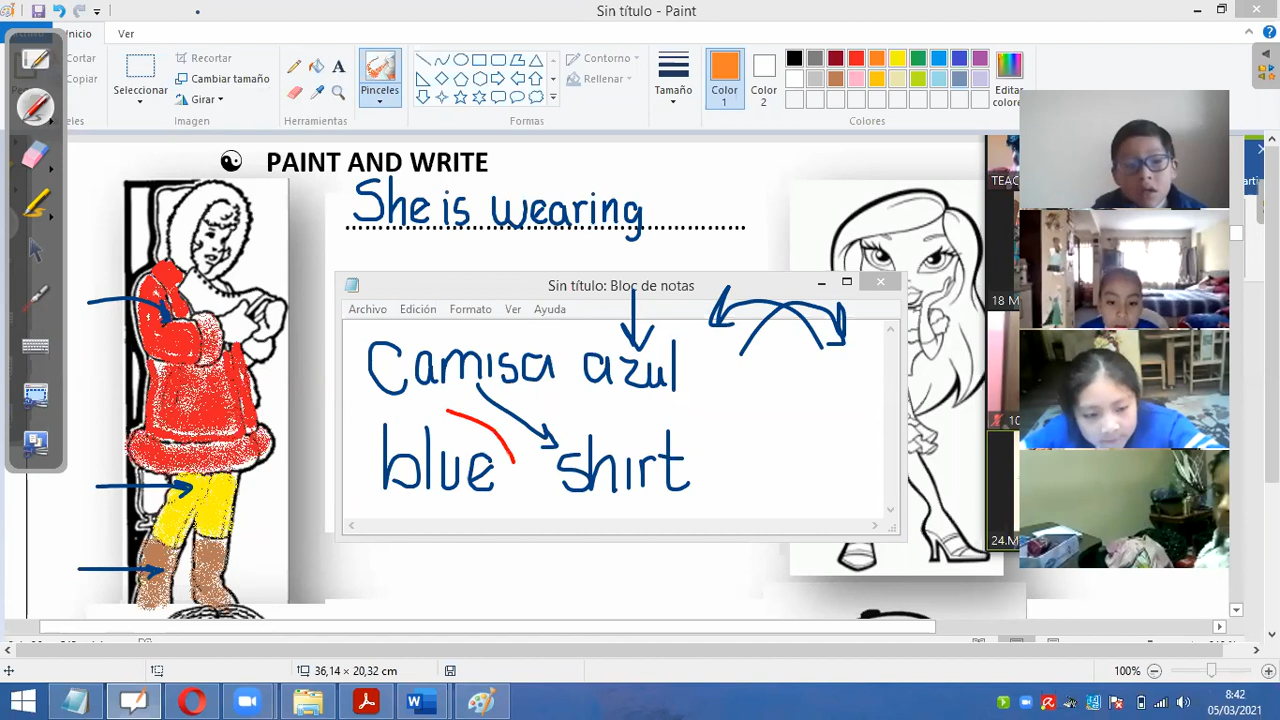 Sin título - Paint
Inicio Ver
Cortar
Copiar
Seleccionar
Recortar
Cambiar tamaño
Girar
Imagen
Herramientas
Pinceles
Contorno
Rellenar
Formas
Tamaño
Color 1
Color 2
Editar colores
Colores
PAINT AND WRITE
She is wearing
Sin título: Bloc de notas
Archivo Edición Formato Ver Ayuda
Camisa azul
blue shirt
TEAC
18 M
10
24.M
36,14 × 20,32 cm
100%
8:42
05/03/2021